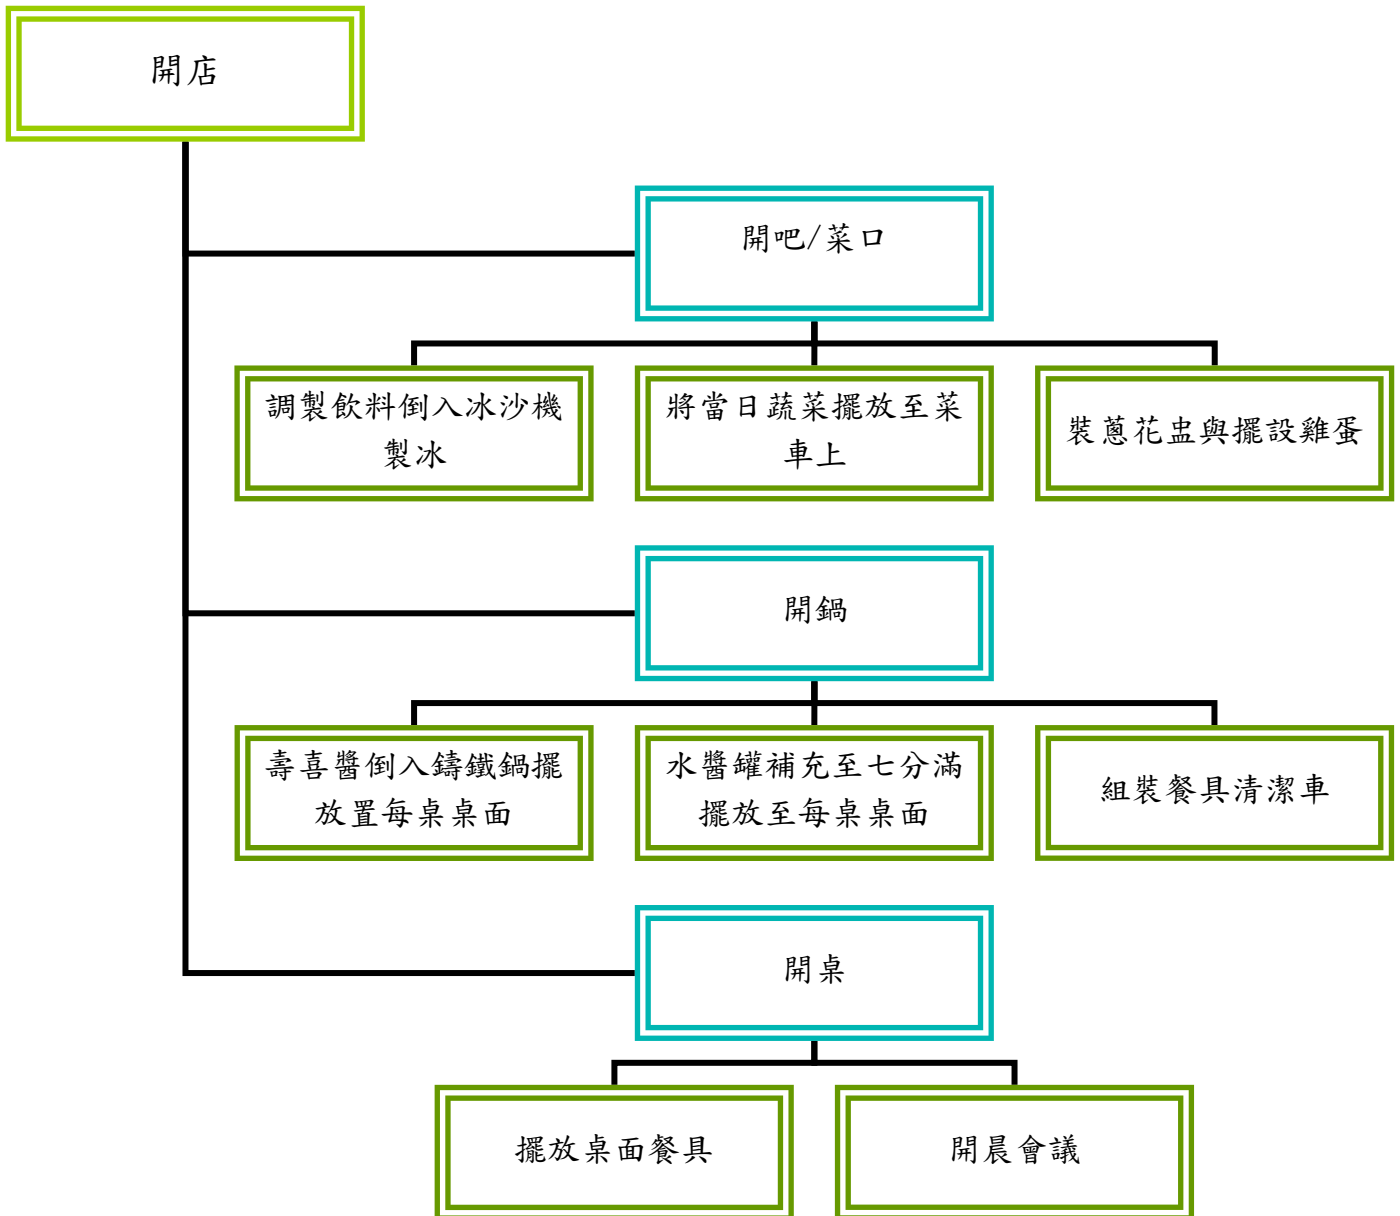 開店
開吧/菜口
調製飲料倒入冰沙機
製冰
將當日蔬菜擺放至菜
車上
裝蔥花盅與擺設雞蛋
開鍋
壽喜醬倒入鑄鐵鍋擺
放置每桌桌面
水醬罐補充至七分滿
擺放至每桌桌面
組裝餐具清潔車
開桌
擺放桌面餐具
開晨會議